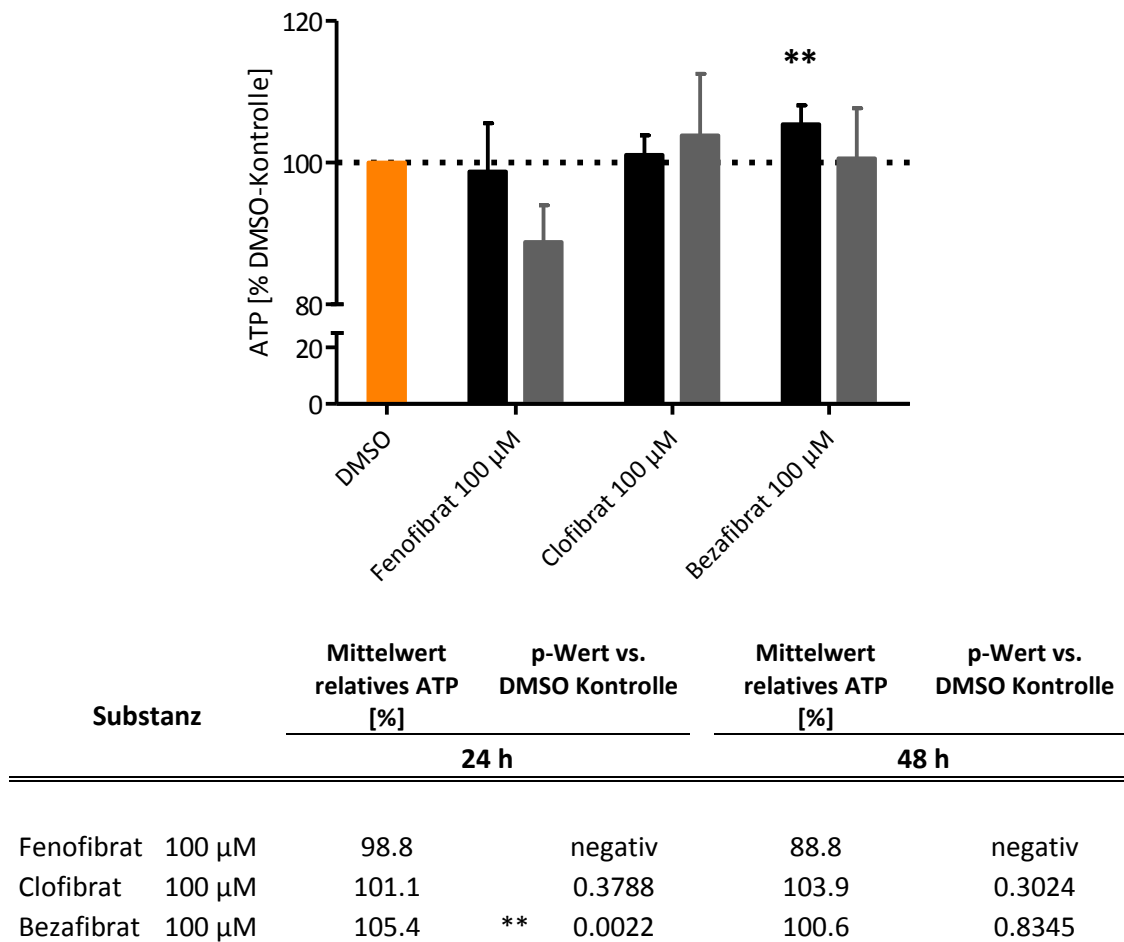 120
**
100
80
20
0
ATP [% DMSO-Kontrolle]
DMSO
Fenofibrat 100 µM
Clofibrat 100 µM
Bezafibrat 100 µM
Substanz
Mittelwert relatives ATP [%]
p-Wert vs. DMSO Kontrolle
Mittelwert relatives ATP [%]
p-Wert vs. DMSO Kontrolle
24 h 48 h
Fenofibrat 100 µM 98.8 negativ 88.8 negativ
Clofibrat 100 µM 101.1 0.3788 103.9 0.3024
Bezafibrat 100 µM 105.4 ** 0.0022 100.6 0.8345